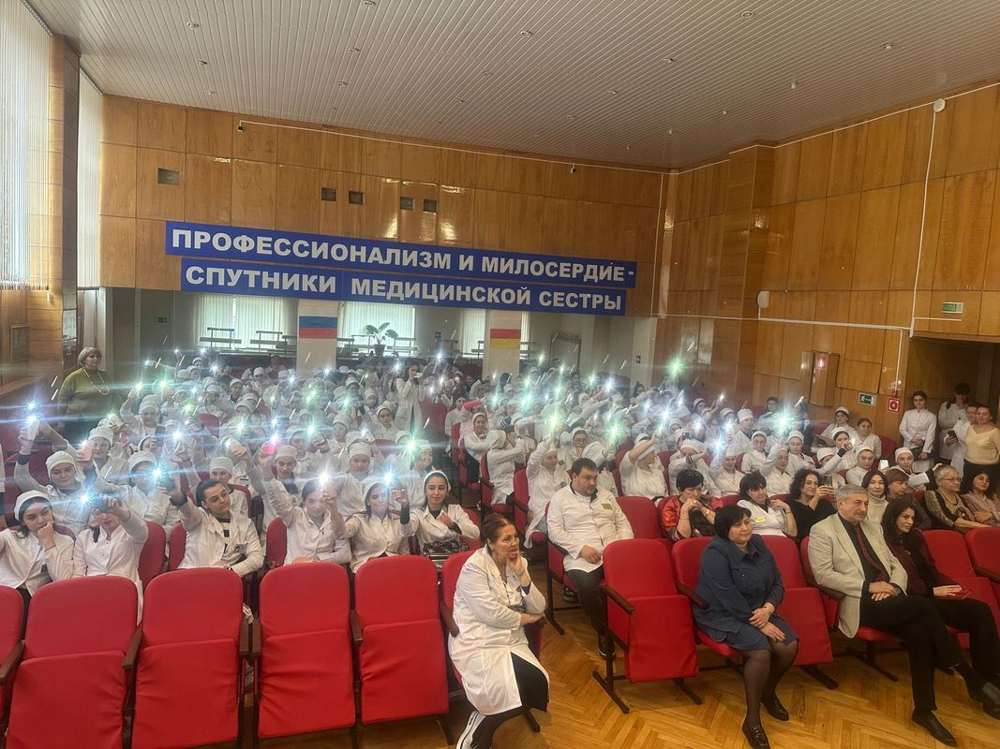 ПРОФЕССИОНАЛИЗМ И МИЛОСЕРДИЕ -
СПУТНИКИ МЕДИЦИНСКОЙ СЕСТРЫ